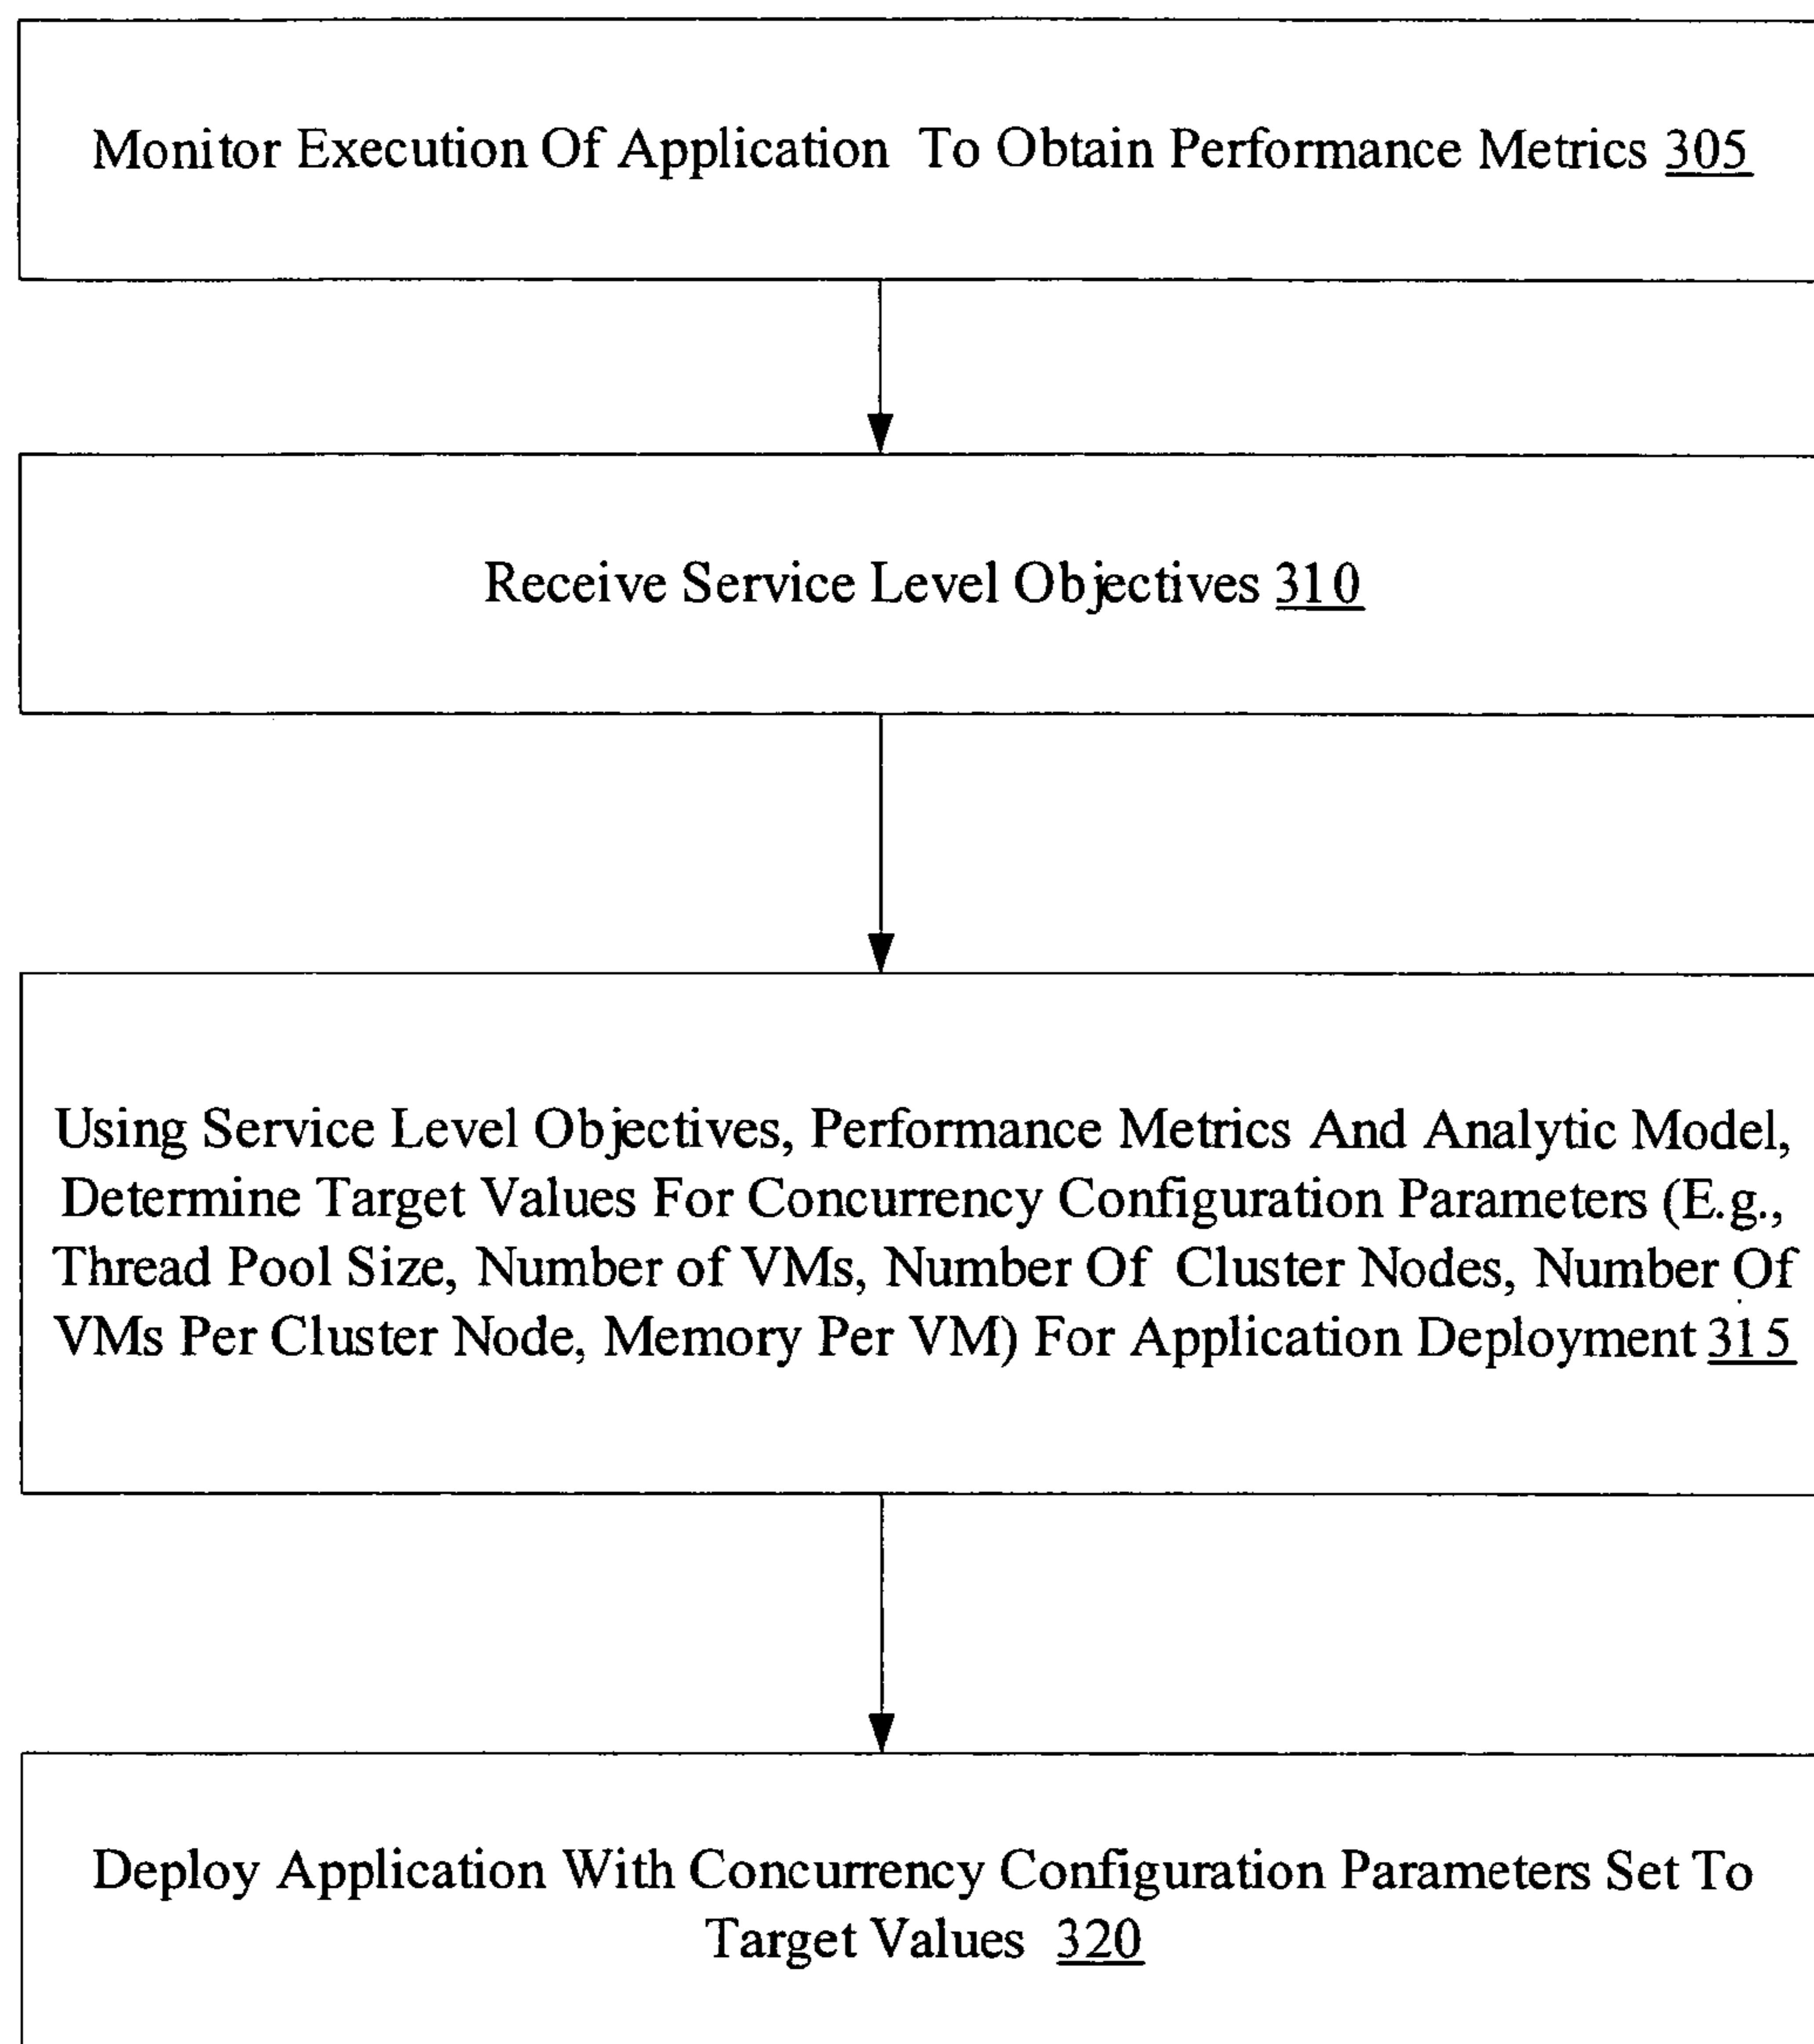 Monitor Execution Of Application To Obtain Performance Metrics 305
Receive Service Level Objectives 310
Using Service Level Objectives, Performance Metrics And Analytic Model,
Determine Target Values For Concurrency Configuration Parameters (E.g.,
Thread Pool Size, Number of VMs, Number Of Cluster Nodes, Number Of
VMs Per Cluster Node, Memory Per VM) For Application Deployment 315
Deploy Application With Concurrency Configuration Parameters Set To
Target Values 320